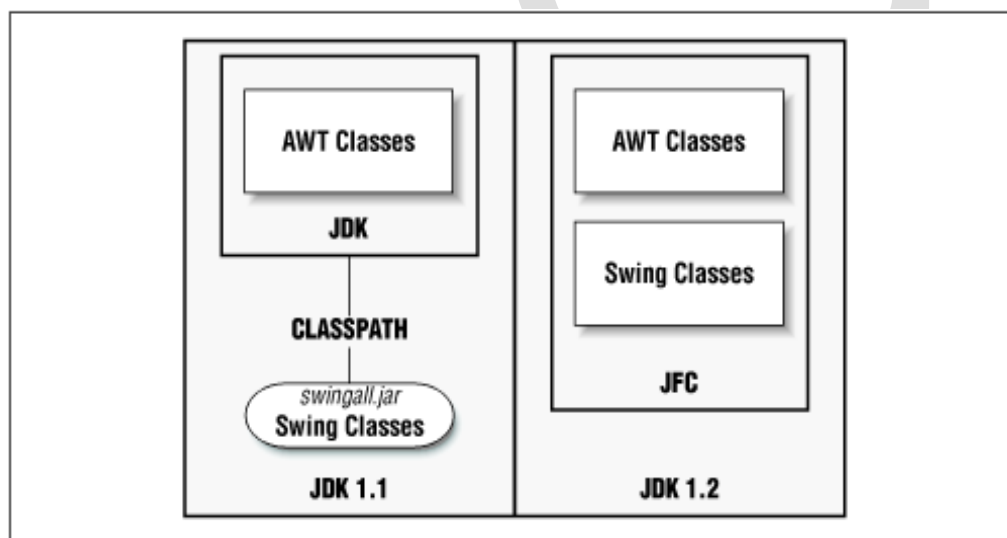 AWT Classes
JDK
CLASSPATH
swingall.jar
Swing Classes
JDK 1.1
AWT Classes
Swing Classes
JFC
JDK 1.2